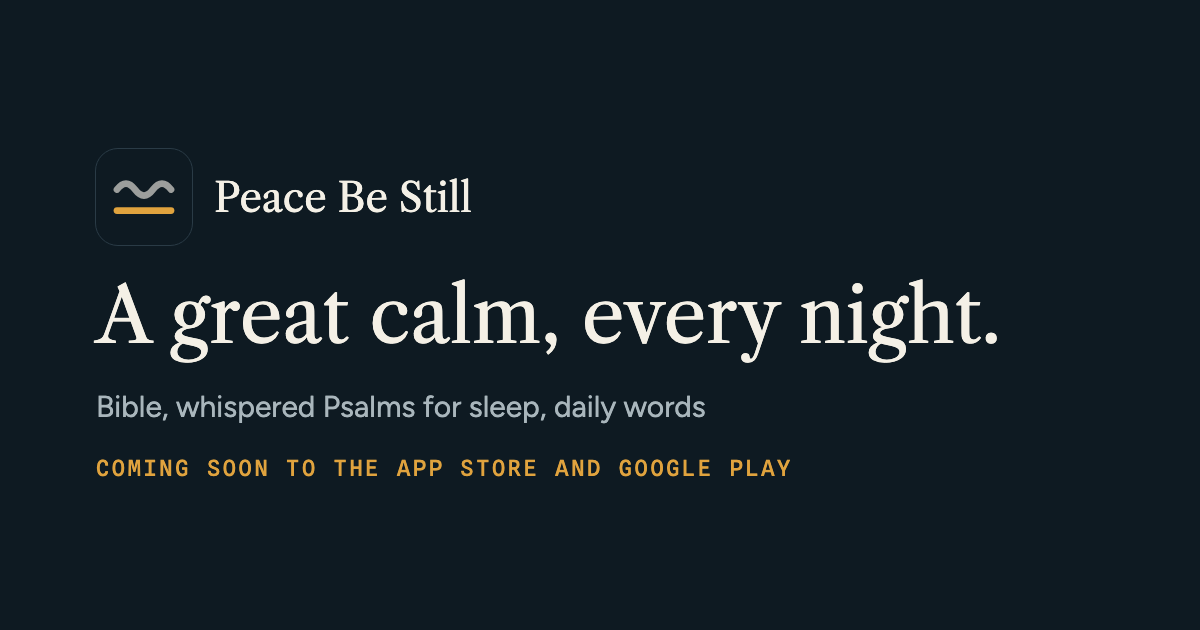 Peace Be Still
A great calm, every night.
Bible, whispered Psalms for sleep, daily words
COMING SOON TO THE APP STORE AND GOOGLE PLAY